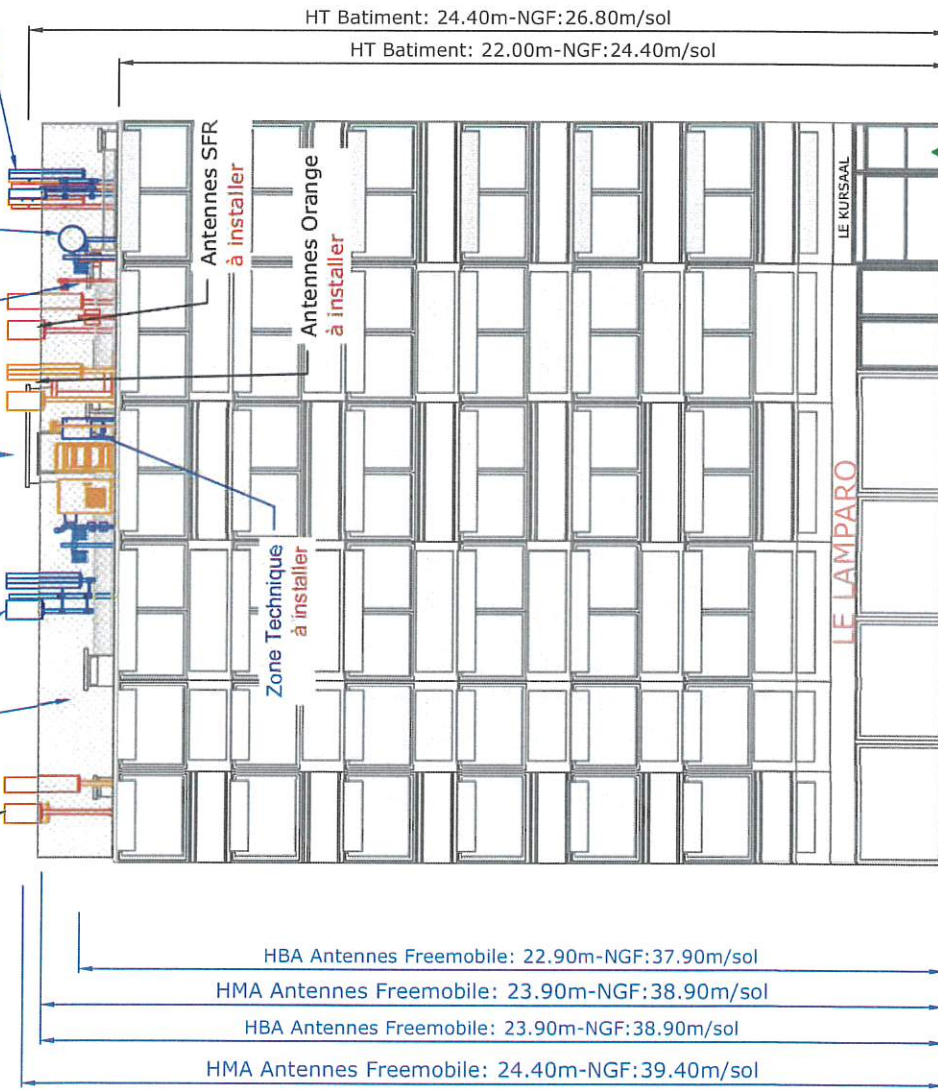 HT Batiment: 24.40m-NGF:26.80m/sol
HT Batiment: 22.00m-NGF:24.40m/sol
Antennes SFR
à installer
Antennes Orange
à installer
Zone Technique
à installer
LE KURSAAL
LE LAMPARO
HBA Antennes Freemobile: 22.90m-NGF:37.90m/sol
HMA Antennes Freemobile: 23.90m-NGF:38.90m/sol
HBA Antennes Freemobile: 23.90m-NGF:38.90m/sol
HMA Antennes Freemobile: 24.40m-NGF:39.40m/sol